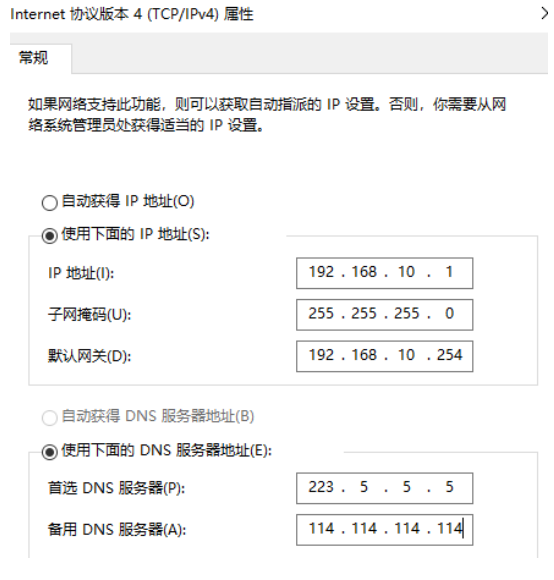 Internet 协议版本 4 (TCP/IPv4) 属性
常规
如果网络支持此功能，则可以获取自动指派的 IP 设置。否则，你需要从网
络系统管理员处获得适当的 IP 设置。
自动获得 IP 地址(O)
使用下面的 IP 地址(S):
IP 地址(I): 192 . 168 . 10 . 1
子网掩码(U): 255 . 255 . 255 . 0
默认网关(D): 192 . 168 . 10 . 254
自动获得 DNS 服务器地址(B)
使用下面的 DNS 服务器地址(E):
首选 DNS 服务器(P): 223 . 5 . 5 . 5
备用 DNS 服务器(A): 114 . 114 . 114 . 114